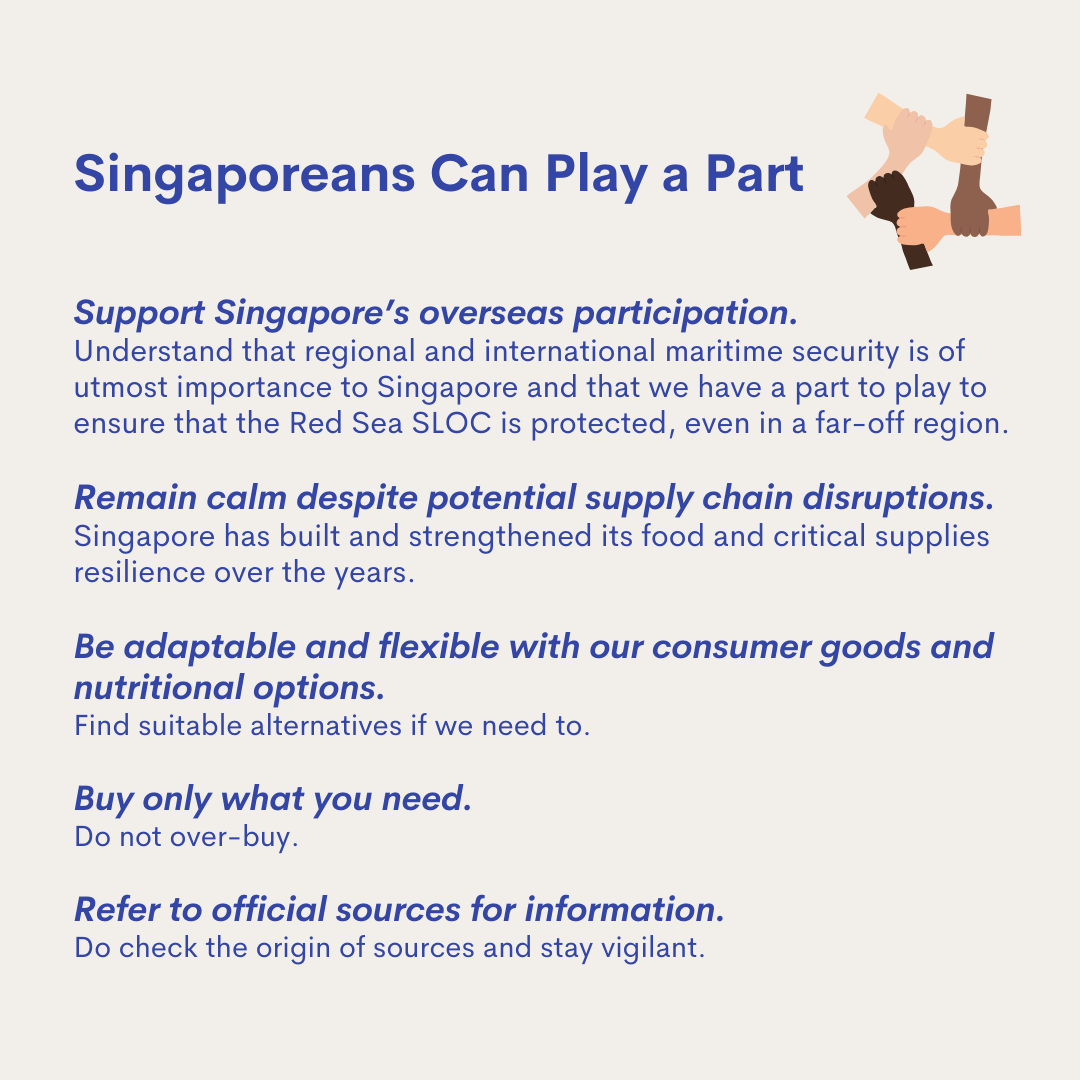 Singaporeans Can Play a Part
Support Singapore’s overseas participation.
Understand that regional and international maritime security is of
utmost importance to Singapore and that we have a part to play to
ensure that the Red Sea SLOC is protected, even in a far-off region.
Remain calm despite potential supply chain disruptions.
Singapore has built and strengthened its food and critical supplies
resilience over the years.
Be adaptable and flexible with our consumer goods and
nutritional options.
Find suitable alternatives if we need to.
Buy only what you need.
Do not over-buy.
Refer to official sources for information.
Do check the origin of sources and stay vigilant.